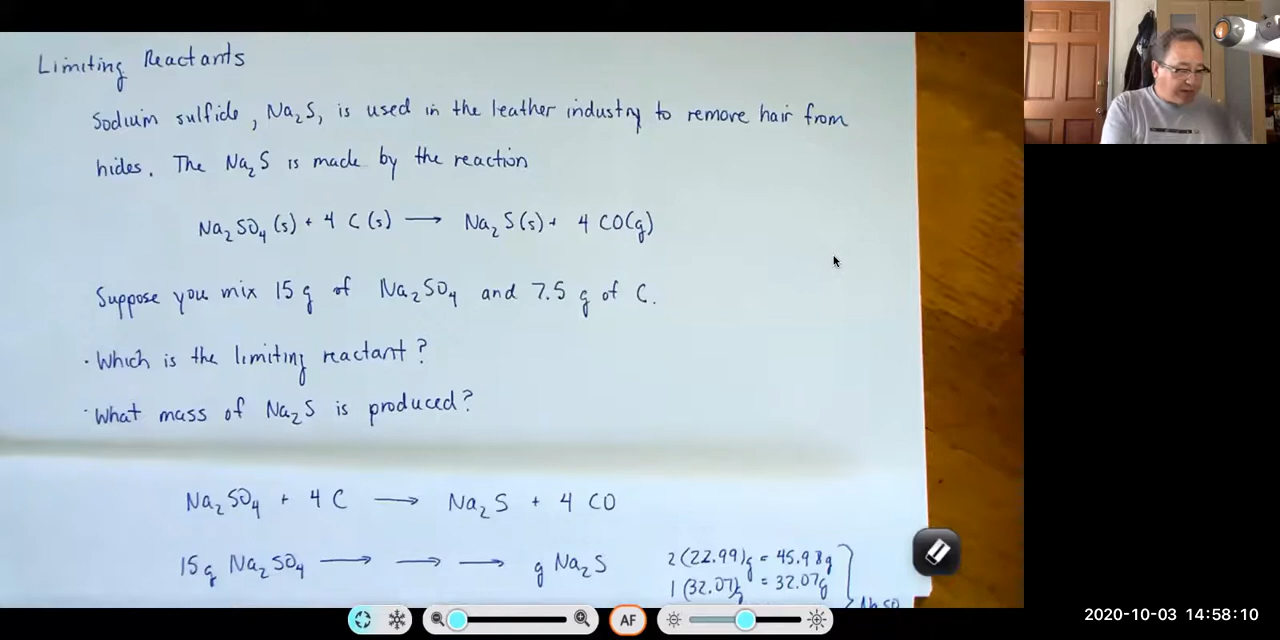 Limiting Reactants
Sodium sulfide, Na₂S, is used in the leather industry to remove hair from
hides. The Na₂S is made by the reaction
Na₂SO₄(s) + 4 C(s) → Na₂S(s) + 4 CO(g)
Suppose you mix 15 g of Na₂SO₄ and 7.5 g of C.
· Which is the limiting reactant?
· What mass of Na₂S is produced?
Na₂SO₄ + 4 C → Na₂S + 4 CO
15 g Na₂SO₄ → → → g Na₂S
2(22.99)g = 45.98g
1(32.07)g = 32.07g
AF
2020-10-03 14:58:10